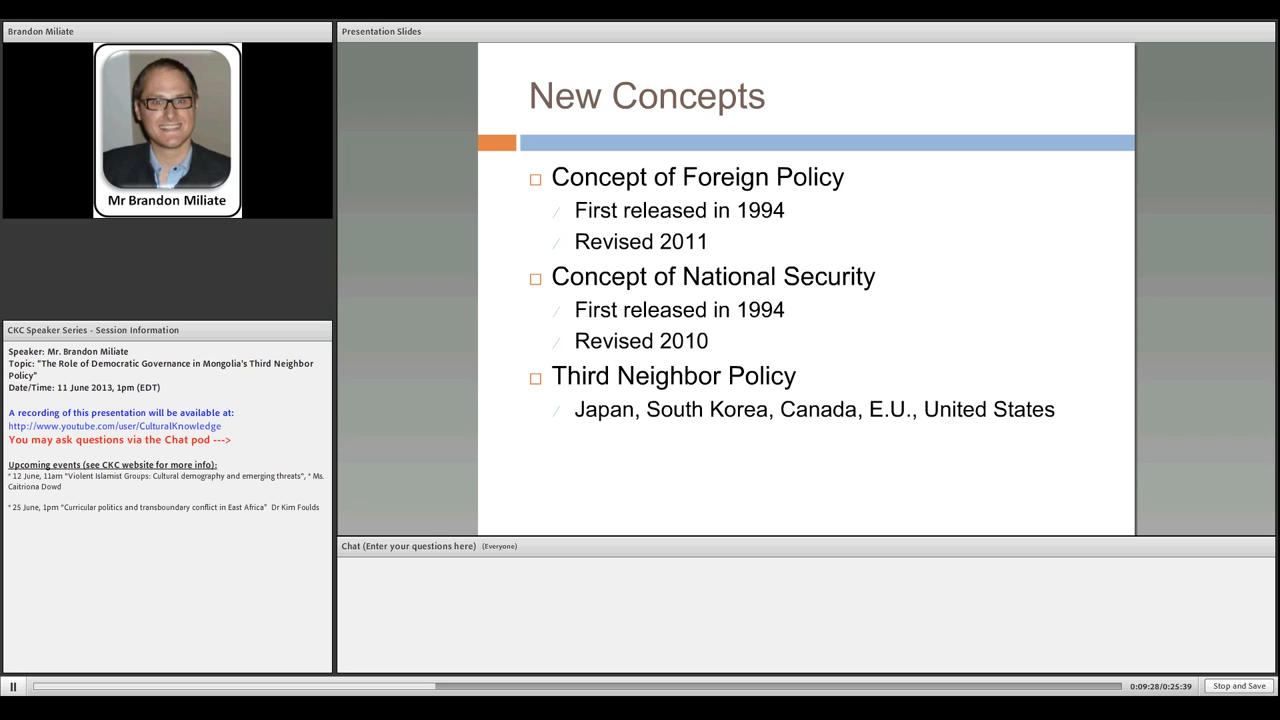 Brandon Miliate
Mr Brandon Miliate
CKC Speaker Series - Session Information
Speaker: Mr. Brandon Miliate
Topic: "The Role of Democratic Governance in Mongolia's Third Neighbor
Policy"
Date/Time: 11 June 2013, 1pm (EDT)
A recording of this presentation will be available at:
http://www.youtube.com/user/CulturalKnowledge
You may ask questions via the Chat pod --->
Upcoming events (see CKC website for more info):
* 12 June, 11am "Violent Islamist Groups: Cultural demography and emerging threats", * Ms.
Caitriona Dowd
* 25 June, 1pm "Curricular politics and transboundary conflict in East Africa" Dr Kim Foulds
Presentation Slides
New Concepts
Concept of Foreign Policy
First released in 1994
Revised 2011
Concept of National Security
First released in 1994
Revised 2010
Third Neighbor Policy
Japan, South Korea, Canada, E.U., United States
Chat (Enter your questions here) (Everyone)
0:09:28/0:25:39
Stop and Save